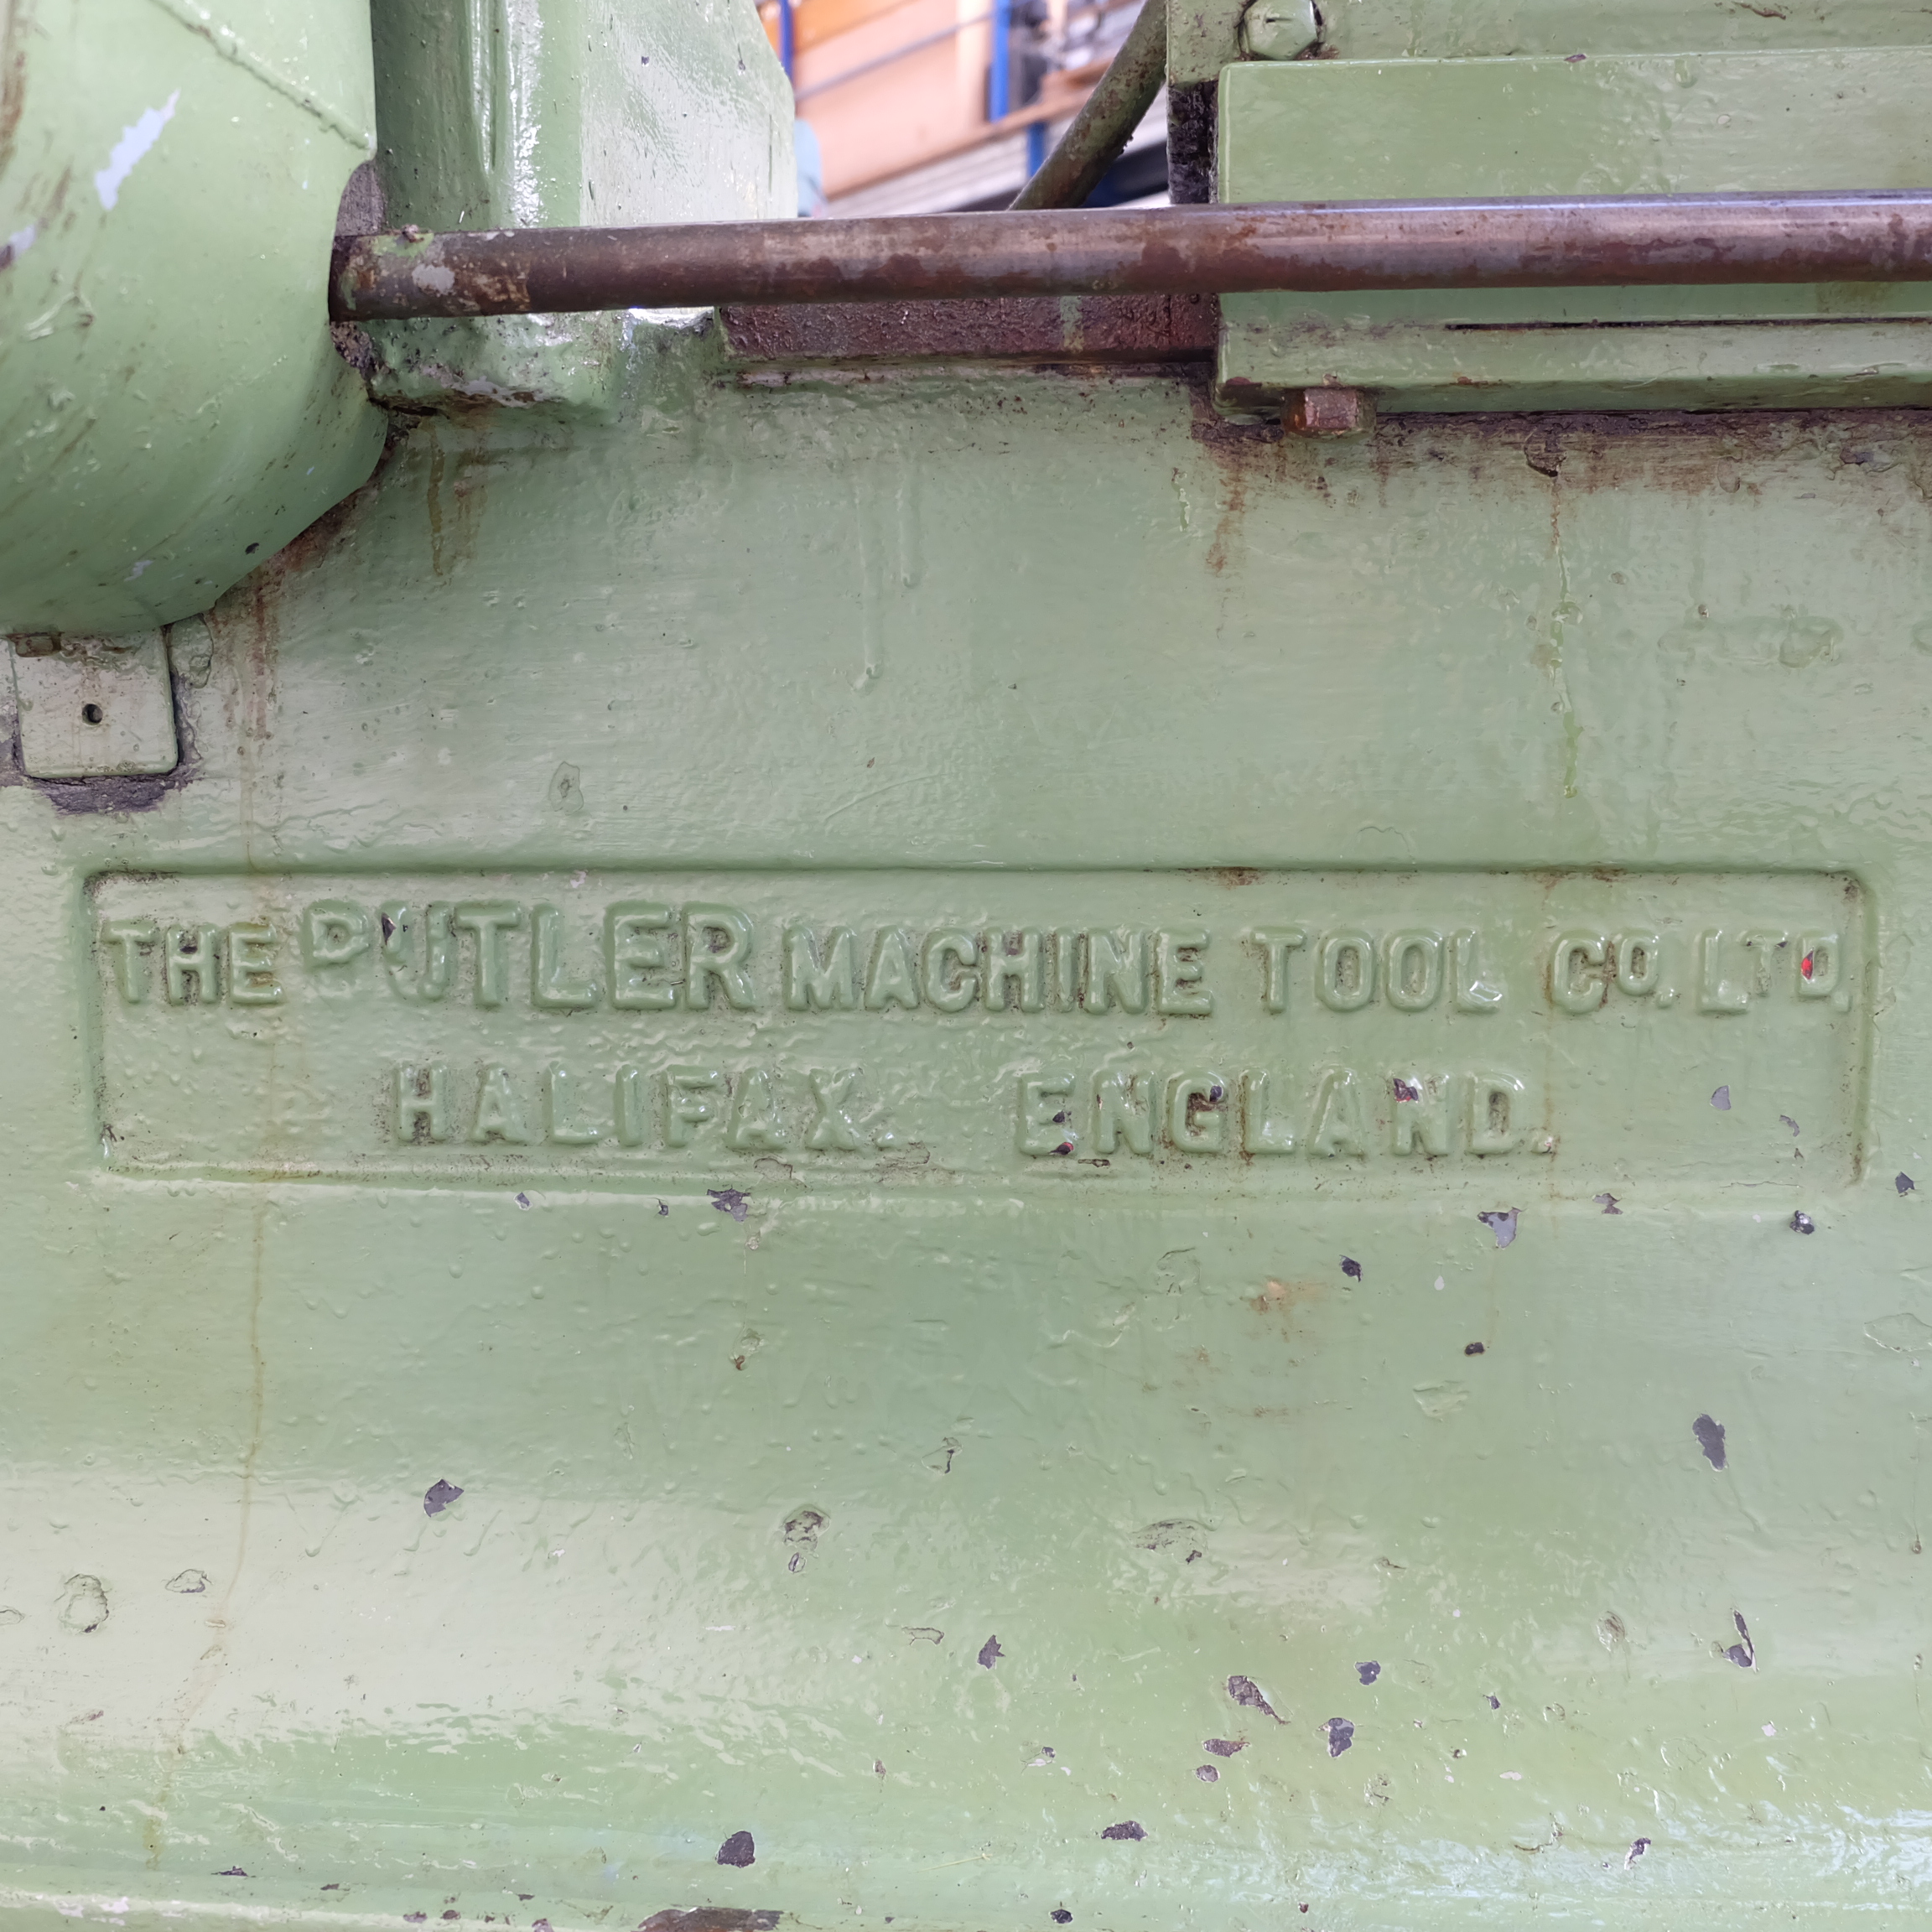 THE BUTLER MACHINE TOOL CO. LTD.
HALIFAX. ENGLAND.